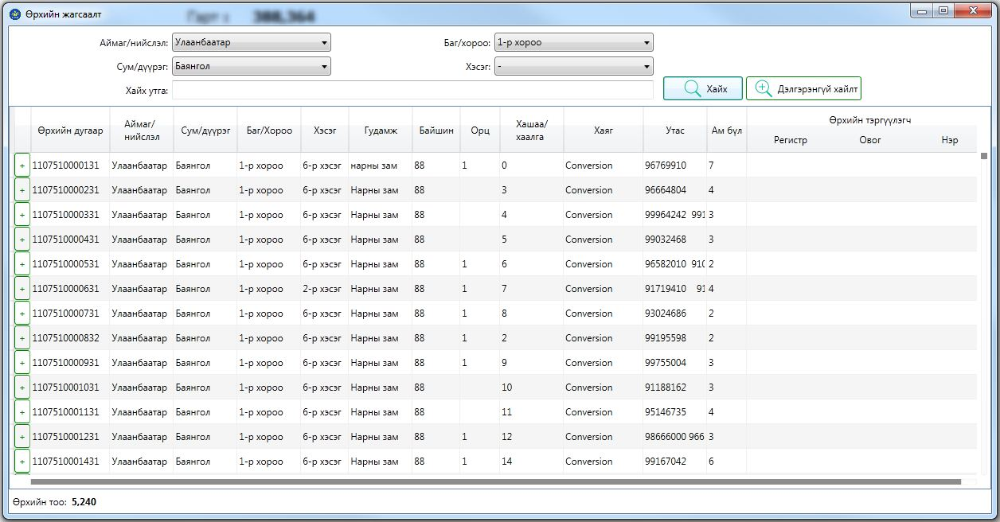 Өрхийн жагсаалт
388,364
Аймаг/нийслэл: Улаанбаатар Баг/хороо: 1-р хороо
Сум/дүүрэг: Баянгол Хэсэг: -
Хайх утга: Хайх Дэлгэрэнгүй хайлт
Өрхийн дугаар Аймаг/нийслэл Сум/дүүрэг Баг/Хороо Хэсэг Гудамж Байшин Орц Хашаа/хаалга Хаяг Утас Ам бүл Өрхийн тэргүүлэгч
Регистр Овог Нэр
+ 1107510000131 Улаанбаатар Баянгол 1-р хороо 6-р хэсэг нарны зам 88 1 0 Conversion 96769910 7
+ 1107510000231 Улаанбаатар Баянгол 1-р хороо 6-р хэсэг Нарны зам 88 3 Conversion 96664804 4
+ 1107510000331 Улаанбаатар Баянгол 1-р хороо 6-р хэсэг Нарны зам 88 4 Conversion 99964242 991 3
+ 1107510000431 Улаанбаатар Баянгол 1-р хороо 6-р хэсэг Нарны зам 88 5 Conversion 99032468 3
+ 1107510000531 Улаанбаатар Баянгол 1-р хороо 6-р хэсэг Нарны зам 88 1 6 Conversion 96582010 910 2
+ 1107510000631 Улаанбаатар Баянгол 1-р хороо 2-р хэсэг Нарны зам 88 1 7 Conversion 91719410 91 4
+ 1107510000731 Улаанбаатар Баянгол 1-р хороо 6-р хэсэг Нарны зам 88 1 8 Conversion 93024686 2
+ 1107510000832 Улаанбаатар Баянгол 1-р хороо 6-р хэсэг Нарны зам 88 1 2 Conversion 99195598 2
+ 1107510000931 Улаанбаатар Баянгол 1-р хороо 6-р хэсэг Нарны зам 88 1 9 Conversion 99755004 3
+ 1107510001031 Улаанбаатар Баянгол 1-р хороо 6-р хэсэг Нарны зам 88 10 Conversion 91188162 3
+ 1107510001131 Улаанбаатар Баянгол 1-р хороо 6-р хэсэг Нарны зам 88 11 Conversion 95146735 4
+ 1107510001231 Улаанбаатар Баянгол 1-р хороо 6-р хэсэг Нарны зам 88 1 12 Conversion 98666000 966 3
+ 1107510001431 Улаанбаатар Баянгол 1-р хороо 6-р хэсэг Нарны зам 88 1 14 Conversion 99167042 6
Өрхийн тоо: 5,240